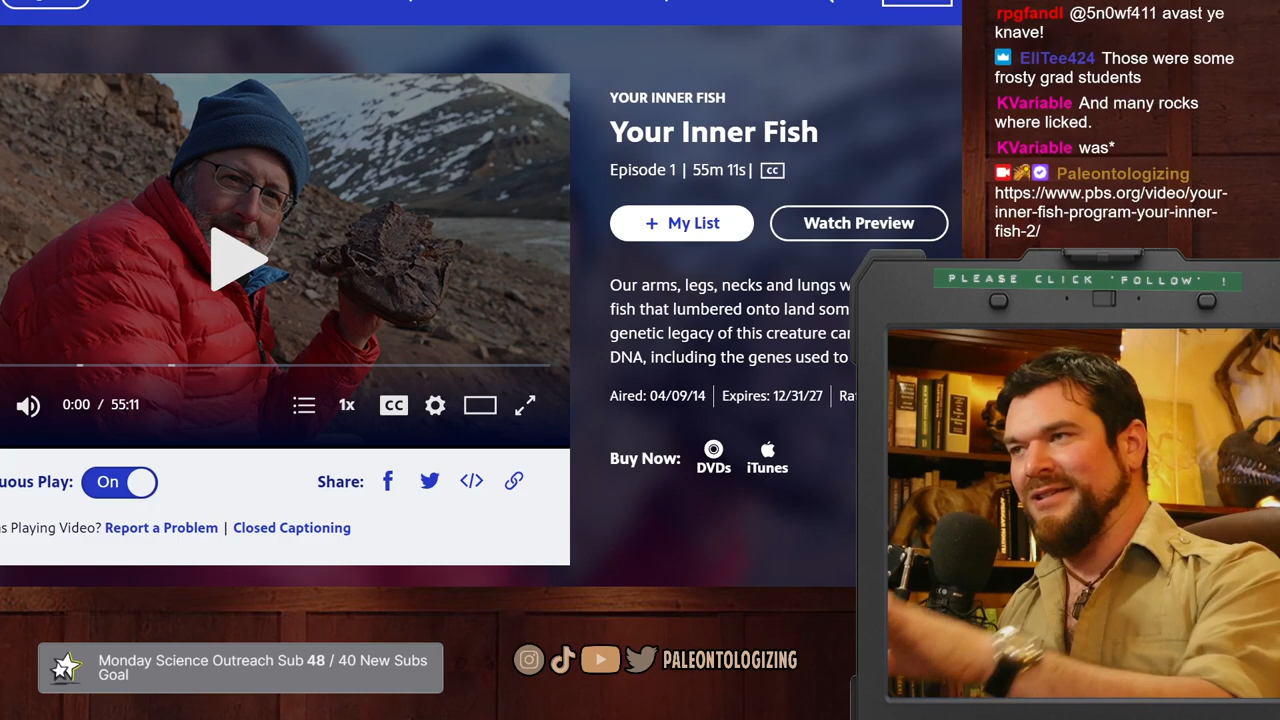 YOUR INNER FISH
Your Inner Fish
Episode 1 | 55m 11s | CC
+ My List
Watch Preview
Our arms, legs, necks and lungs w
fish that lumbered onto land som
genetic legacy of this creature car
DNA, including the genes used to
Aired: 04/09/14 | Expires: 12/31/27 | Ra
Buy Now:
DVDs
iTunes
0:00 / 55:11
1x
CC
uous Play:
On
Share:
s Playing Video? Report a Problem | Closed Captioning
rpgfandl @5n0wf411 avast ye
knave!
EllTee424 Those were some
frosty grad students
KVariable And many rocks
where licked.
KVariable was*
Paleontologizing
https://www.pbs.org/video/your-
inner-fish-program-your-inner-
fish-2/
PLEASE CLICK 'FOLLOW' !
Monday Science Outreach Sub 48 / 40 New Subs
Goal
PALEONTOLOGIZING